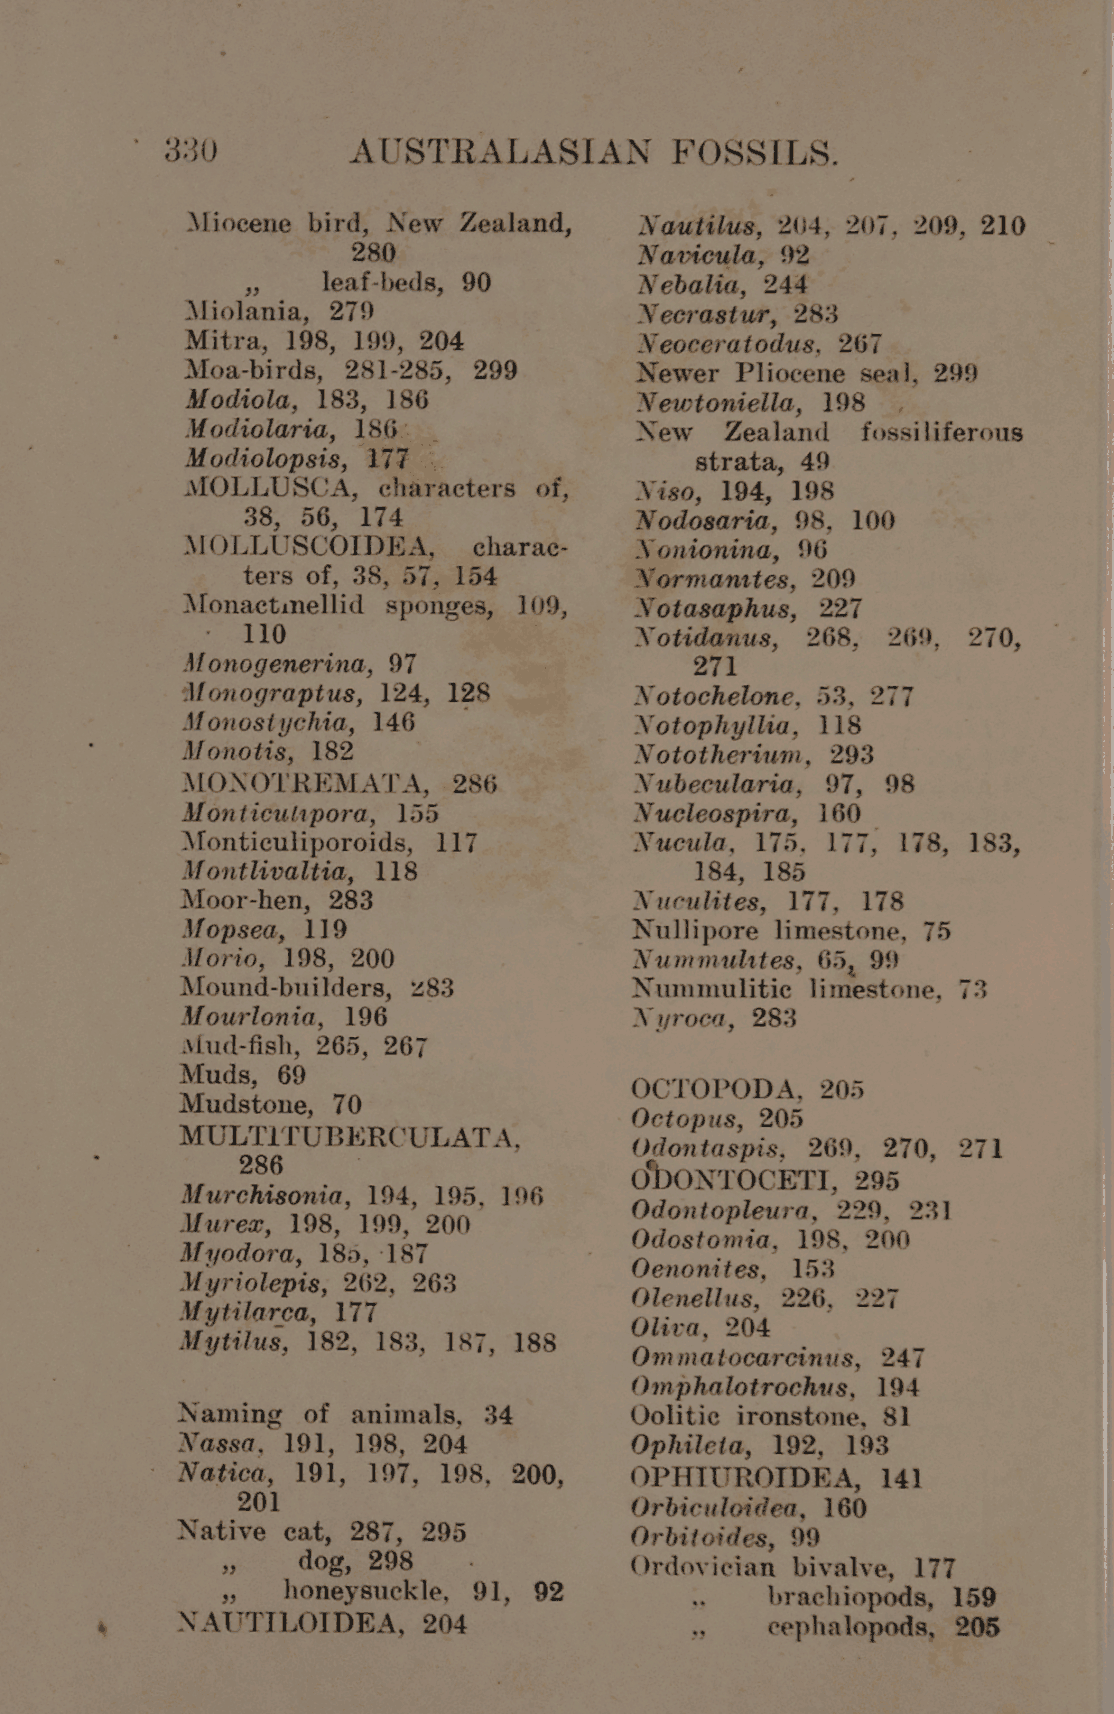 330 AUSTRALASIAN FOSSILS.
Miocene bird, New Zealand,
280
„ leaf-beds, 90
Miolania, 279
Mitra, 198, 199, 204
Moa-birds, 281-285, 299
Modiola, 183, 186
Modiolaria, 186
Modiolopsis, 177
MOLLUSCA, characters of,
38, 56, 174
MOLLUSCOIDEA, charac-
ters of, 38, 57, 154
Monactinellid sponges, 109,
110
Monogenerina, 97
Monograptus, 124, 128
Monostychia, 146
Monotis, 182
MONOTREMATA, 286
Monticulipora, 155
Monticuliporoids, 117
Montlivaltia, 118
Moor-hen, 283
Mopsea, 119
Morio, 198, 200
Mound-builders, 283
Mourlonia, 196
Mud-fish, 265, 267
Muds, 69
Mudstone, 70
MULTITUBERCULATA,
286
Murchisonia, 194, 195, 196
Murex, 198, 199, 200
Myodora, 185, 187
Myriolepis, 262, 263
Mytilarca, 177
Mytilus, 182, 183, 187, 188
Naming of animals, 34
Nassa, 191, 198, 204
Natica, 191, 197, 198, 200,
201
Native cat, 287, 295
„ dog, 298
„ honeysuckle, 91, 92
NAUTILOIDEA, 204
Nautilus, 204, 207, 209, 210
Navicula, 92
Nebalia, 244
Necrastur, 283
Neoceratodus, 267
Newer Pliocene seal, 299
Newtoniella, 198
New Zealand fossiliferous
strata, 49
Niso, 194, 198
Nodosaria, 98, 100
Nonionina, 96
Normanites, 209
Notasaphus, 227
Notidanus, 268, 269, 270,
271
Notochelone, 53, 277
Notophyllia, 118
Nototherium, 293
Nubecularia, 97, 98
Nucleospira, 160
Nucula, 175, 177, 178, 183,
184, 185
Nuculites, 177, 178
Nullipore limestone, 75
Nummulites, 65, 99
Nummulitic limestone, 73
Nyroca, 283
OCTOPODA, 205
Octopus, 205
Odontaspis, 269, 270, 271
ODONTOCETI, 295
Odontopleura, 229, 231
Odostomia, 198, 200
Oenonites, 153
Olenellus, 226, 227
Oliva, 204
Ommatocarcinus, 247
Omphalotrochus, 194
Oolitic ironstone, 81
Ophileta, 192, 193
OPHIUROIDEA, 141
Orbiculoidea, 160
Orbitoides, 99
Ordovician bivalve, 177
„ brachiopods, 159
„ cephalopods, 205